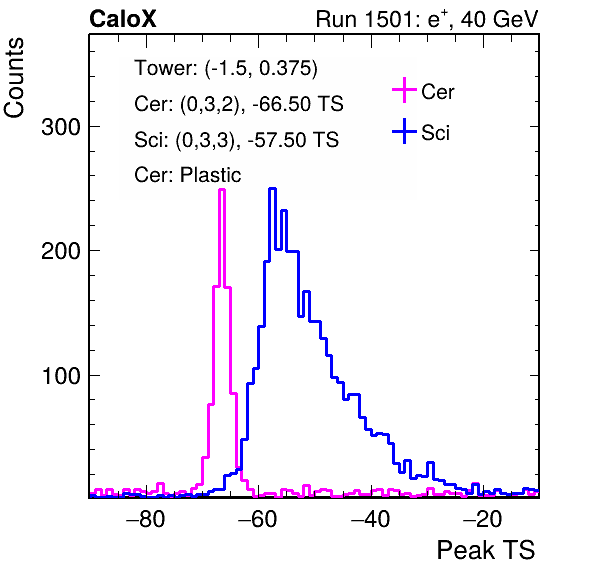 CaloX Run 1501: e⁺, 40 GeV
Counts
Tower: (-1.5, 0.375)
Cer: (0,3,2), -66.50 TS
Sci: (0,3,3), -57.50 TS
Cer: Plastic
Cer
Sci
300
200
100
−80 −60 −40 −20
Peak TS